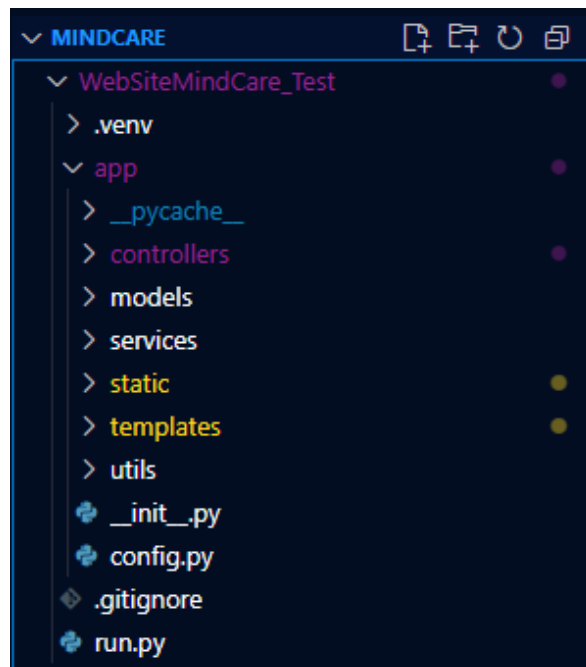 MINDCARE
WebSiteMindCare_Test
.venv
app
__pycache__
controllers
models
services
static
templates
utils
__init__.py
config.py
.gitignore
run.py